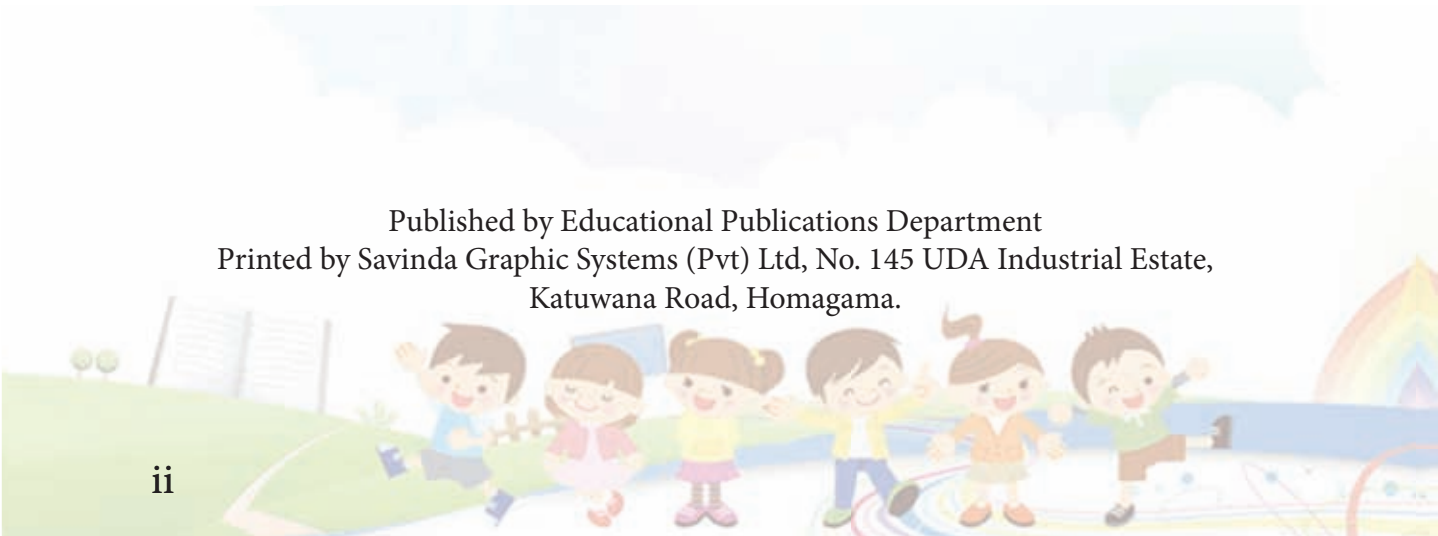 Published by Educational Publications Department
Printed by Savinda Graphic Systems (Pvt) Ltd, No. 145 UDA Industrial Estate,
Katuwana Road, Homagama.
ii